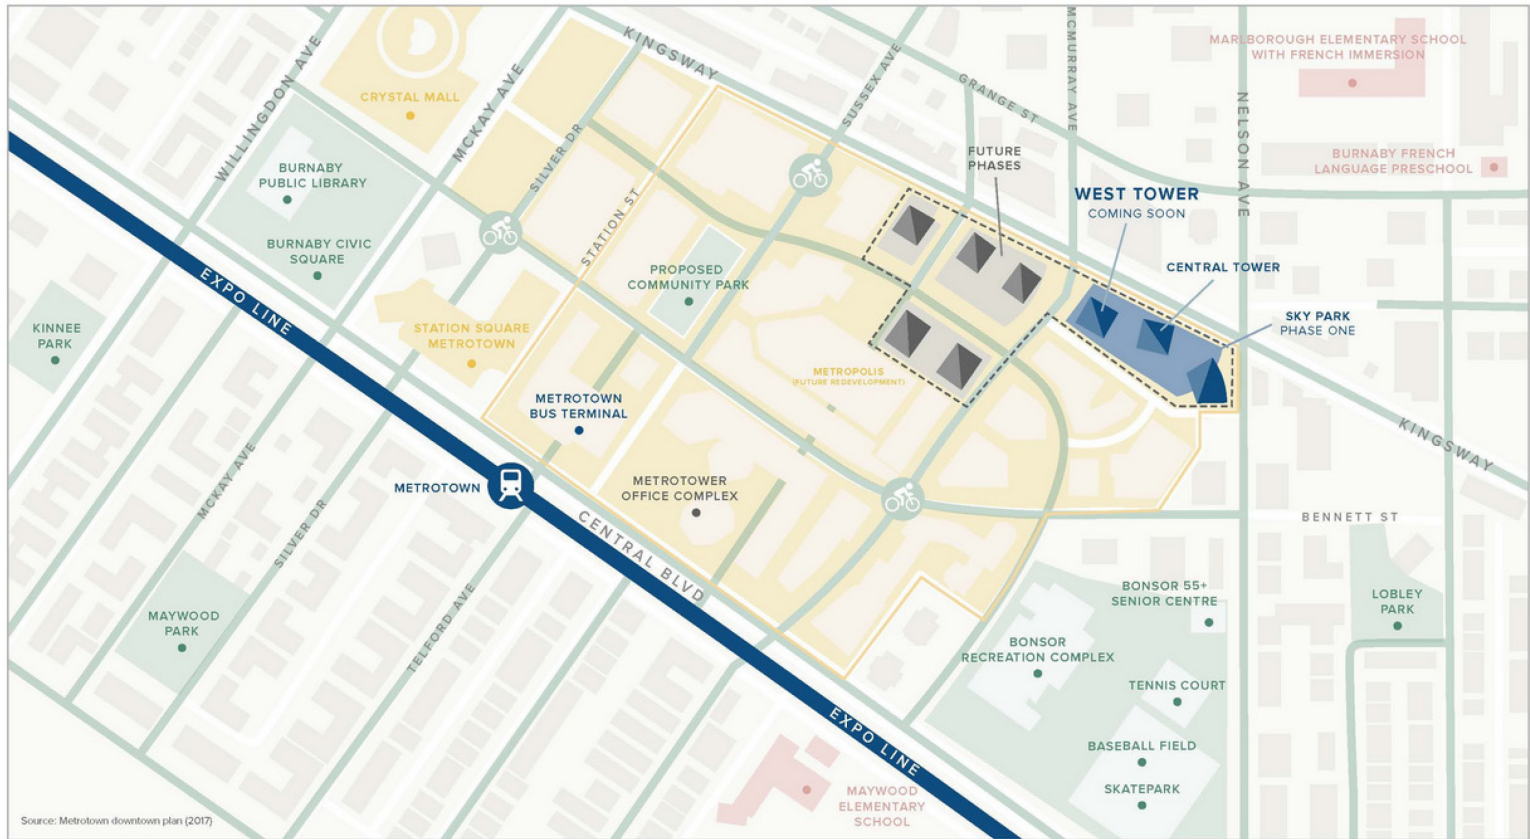 KINGSWAY
MARLBOROUGH ELEMENTARY SCHOOL
WITH FRENCH IMMERSION
MCMURRAY AVE
SUSSEX AVE
GRANGE ST
NELSON AVE
WILLINGDON AVE
CRYSTAL MALL
MCKAY AVE
SILVER DR
STATION ST
BURNABY
PUBLIC LIBRARY
BURNABY CIVIC
SQUARE
FUTURE
PHASES
BURNABY FRENCH
LANGUAGE PRESCHOOL
WEST TOWER
COMING SOON
CENTRAL TOWER
SKY PARK
PHASE ONE
PROPOSED
COMMUNITY PARK
EXPO LINE
KINNEE
PARK
STATION SQUARE
METROTOWN
METROPOLIS
(FUTURE REDEVELOPMENT)
METROTOWN
BUS TERMINAL
KINGSWAY
MCKAY AVE
METROTOWN
METROTOWER
OFFICE COMPLEX
SILVER DR
CENTRAL BLVD
BENNETT ST
MAYWOOD
PARK
TELFORD AVE
BONSOR 55+
SENIOR CENTRE
LOBLEY
PARK
BONSOR
RECREATION COMPLEX
TENNIS COURT
EXPO LINE
BASEBALL FIELD
SKATEPARK
MAYWOOD
ELEMENTARY
SCHOOL
Source: Metrotown downtown plan (2017)